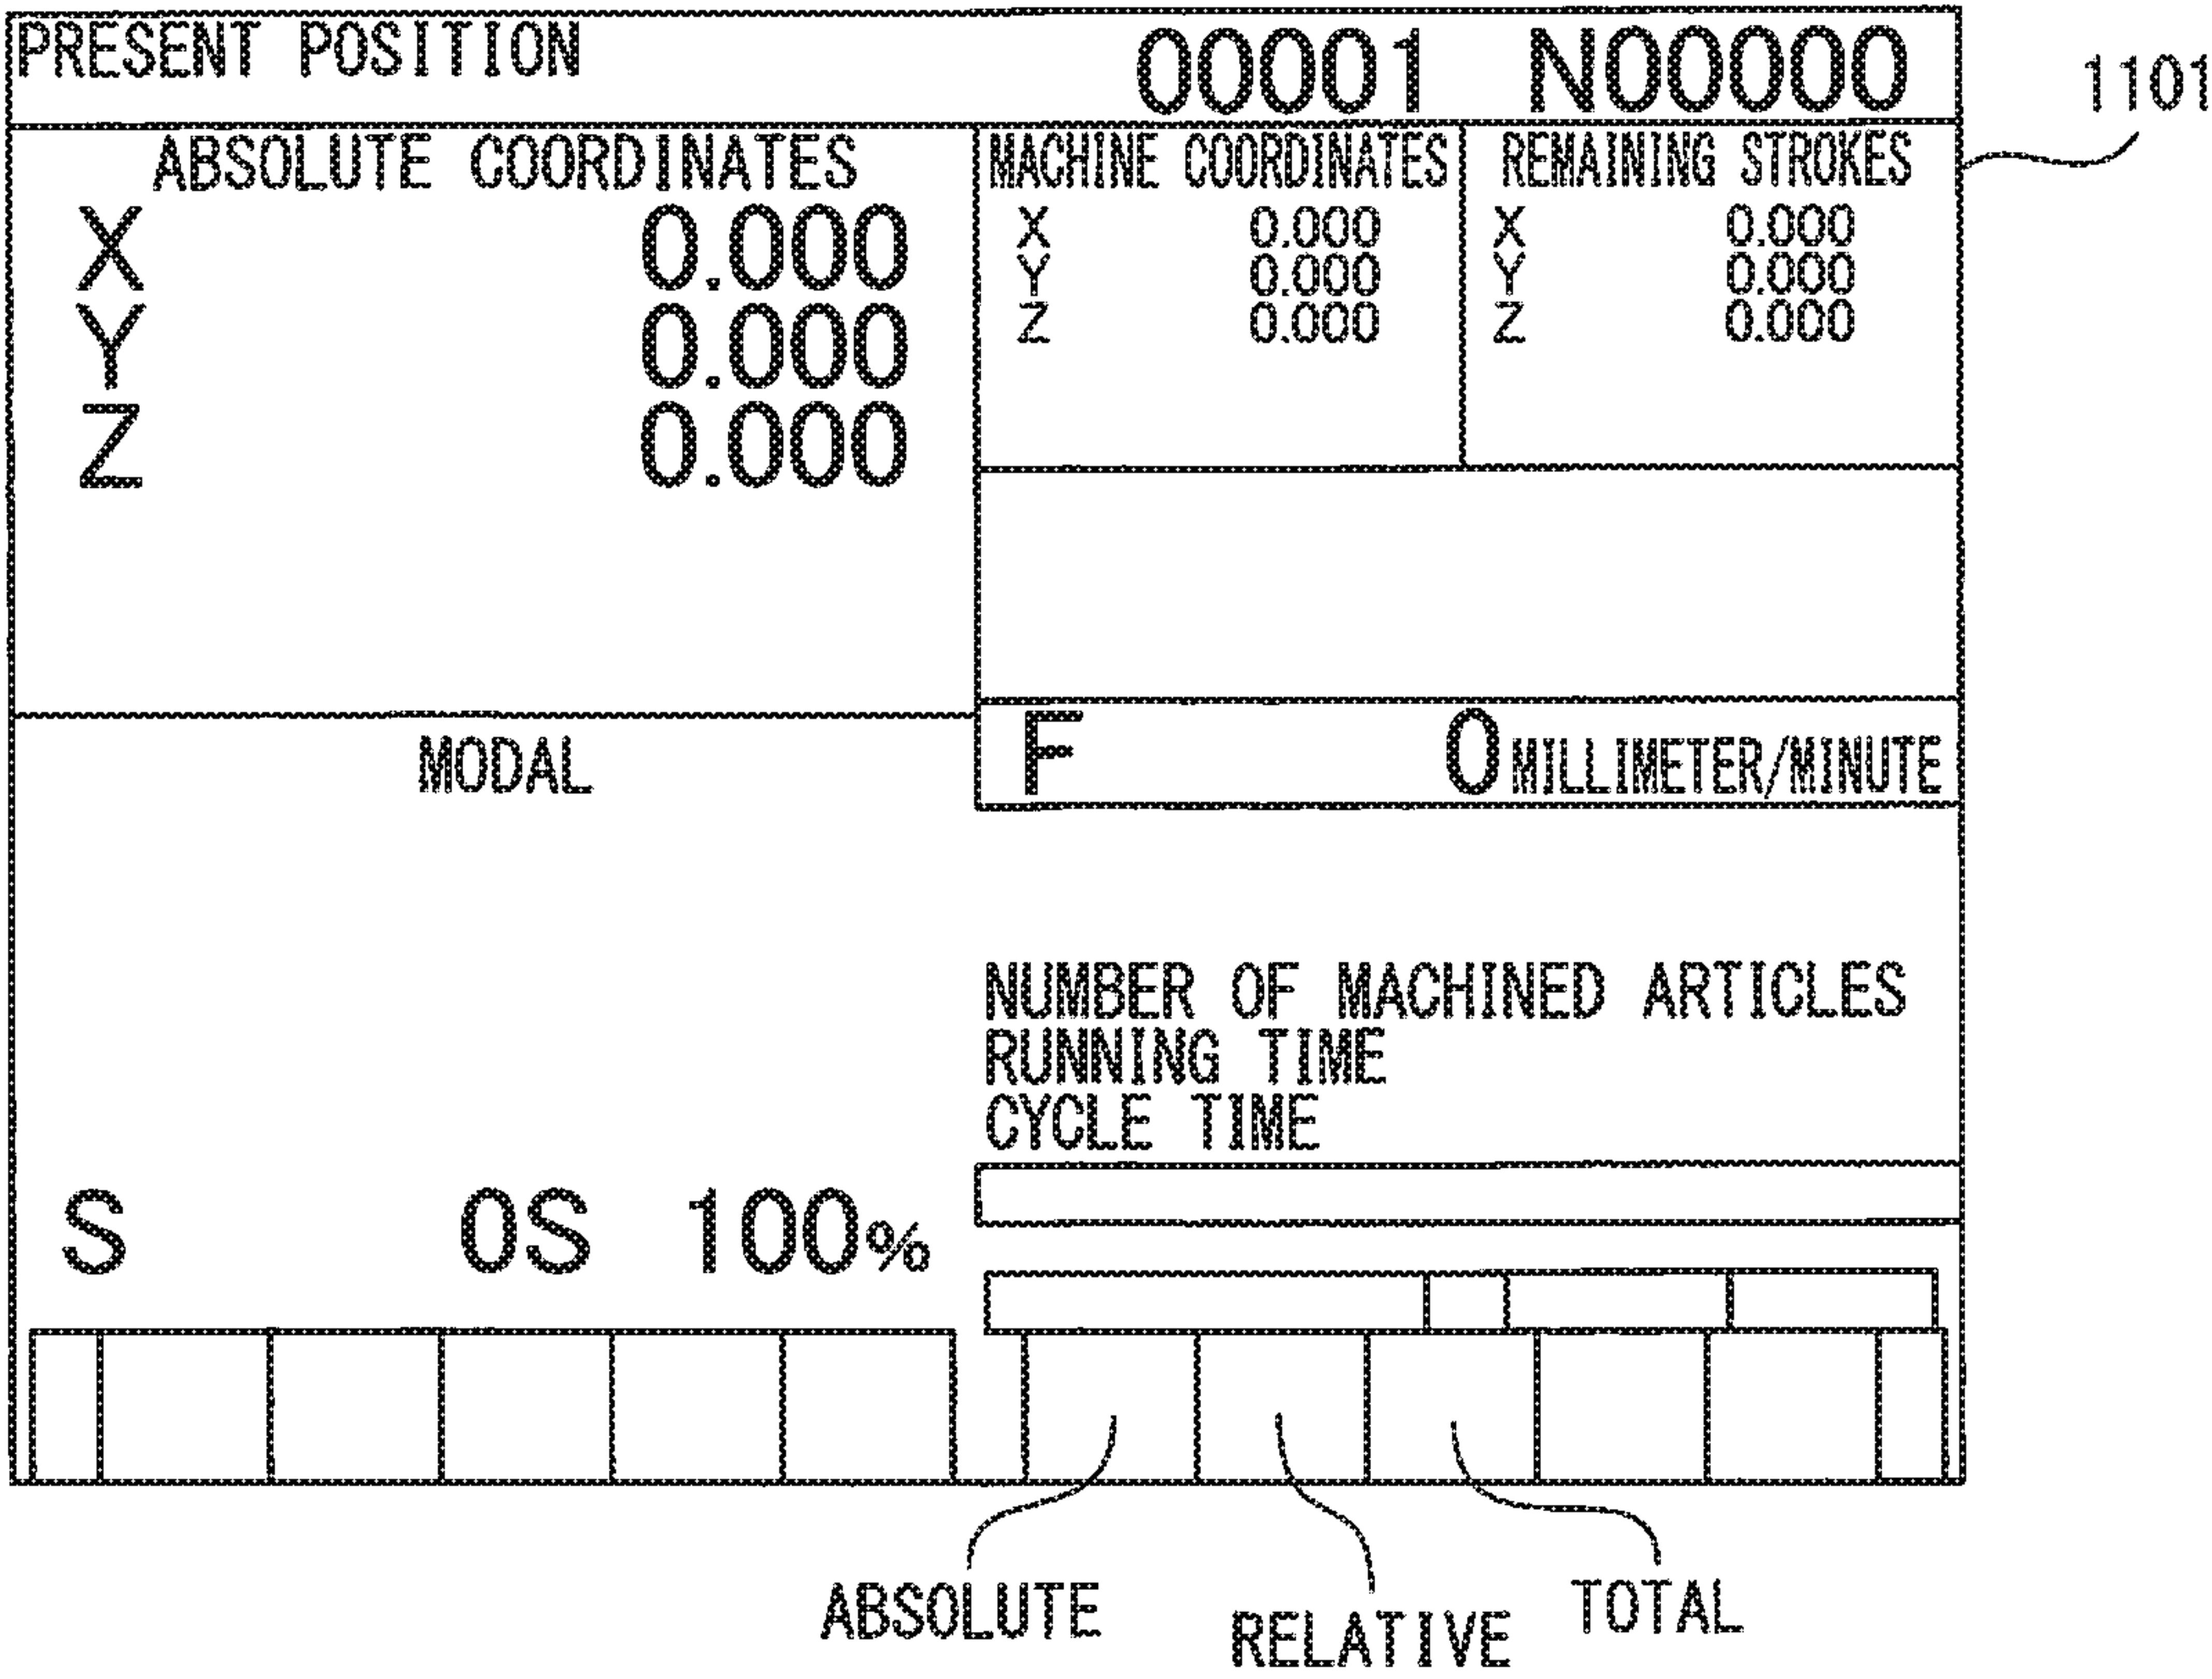 PRESENT POSITION 00001 N00000
1101
ABSOLUTE COORDINATES
X 0.000
Y 0.000
Z 0.000
MACHINE COORDINATES
X 0.000
Y 0.000
Z 0.000
REMAINING STROKES
X 0.000
Y 0.000
Z 0.000
F 0 MILLIMETER/MINUTE
MODAL
NUMBER OF MACHINED ARTICLES
RUNNING TIME
CYCLE TIME
S 0S 100%
ABSOLUTE
RELATIVE
TOTAL